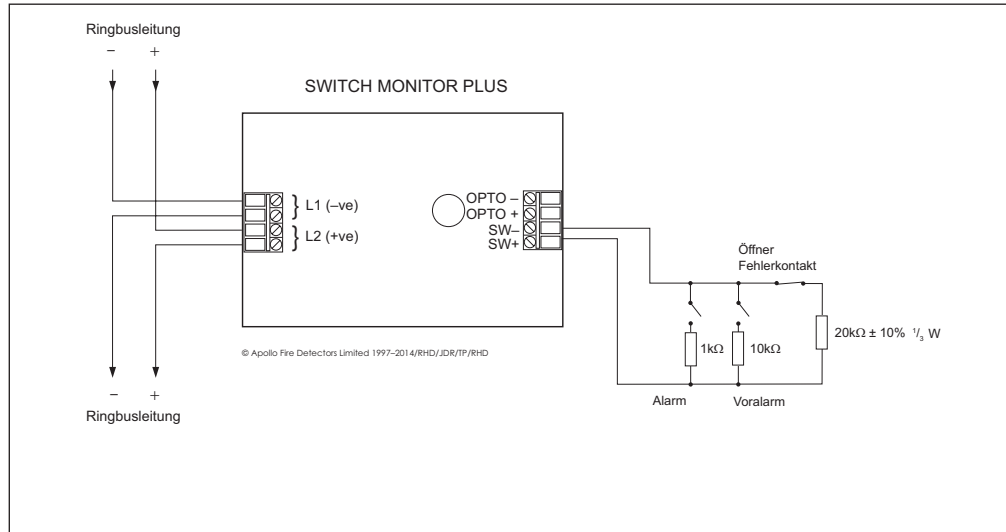 Ringbusleitung
– +
SWITCH MONITOR PLUS
L1 (–ve)
L2 (+ve)
OPTO –
OPTO +
SW–
SW+
Öffner
Fehlerkontakt
1kΩ
10kΩ
20kΩ ± 10% 1/3 W
© Apollo Fire Detectors Limited 1997–2014/RHD/JDR/TP/RHD
Alarm
Voralarm
– +
Ringbusleitung